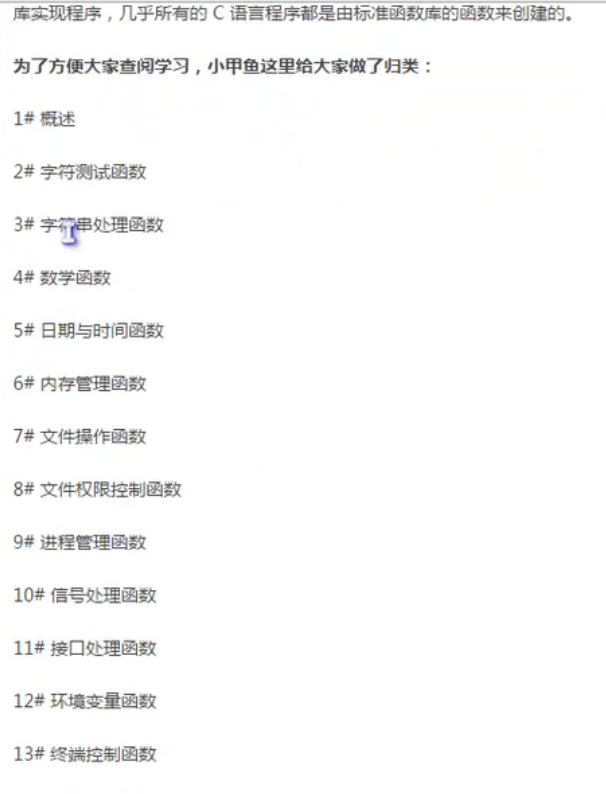 库实现程序，几乎所有的 C 语言程序都是由标准函数库的函数来创建的。
为了方便大家查阅学习，小甲鱼这里给大家做了归类：
1# 概述
2# 字符测试函数
3# 字符串处理函数
4# 数学函数
5# 日期与时间函数
6# 内存管理函数
7# 文件操作函数
8# 文件权限控制函数
9# 进程管理函数
10# 信号处理函数
11# 接口处理函数
12# 环境变量函数
13# 终端控制函数